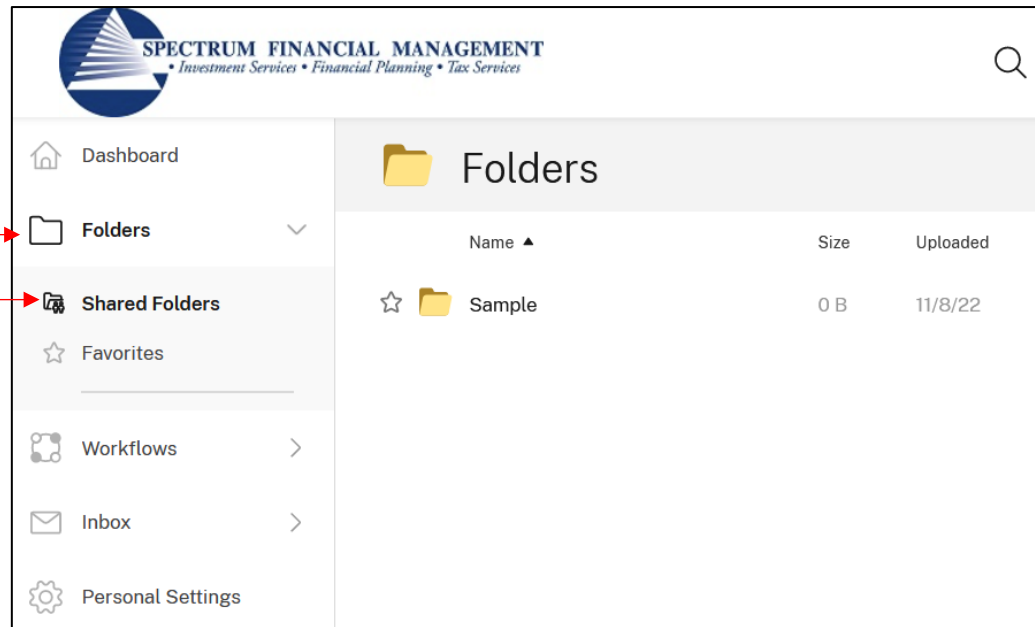 SPECTRUM FINANCIAL MANAGEMENT
• Investment Services • Financial Planning • Tax Services
Dashboard
Folders
Shared Folders
Favorites
Workflows
Inbox
Personal Settings
Folders
Name ▲ Size Uploaded
Sample 0 B 11/8/22